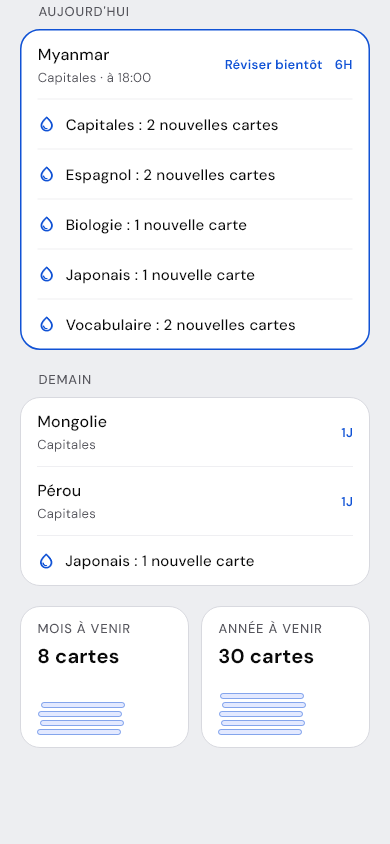 AUJOURD'HUI
Myanmar
Capitales · à 18:00
Réviser bientôt 6H
Capitales : 2 nouvelles cartes
Espagnol : 2 nouvelles cartes
Biologie : 1 nouvelle carte
Japonais : 1 nouvelle carte
Vocabulaire : 2 nouvelles cartes
DEMAIN
Mongolie
Capitales
1J
Pérou
Capitales
1J
Japonais : 1 nouvelle carte
MOIS À VENIR
8 cartes
ANNÉE À VENIR
30 cartes